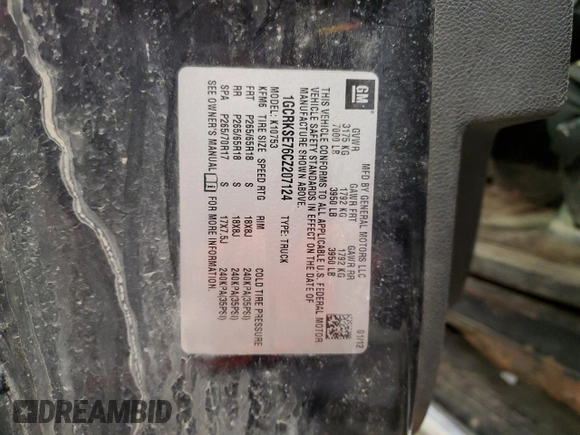 GM
MFD BY GENERAL MOTORS LLC
01/12
GVWR GAWR FRT GAWR RR
3175 KG 1792 KG 1792 KG
7000 LB 3950 LB 3950 LB
THIS VEHICLE CONFORMS TO ALL APPLICABLE U.S. FEDERAL MOTOR
VEHICLE SAFETY STANDARDS IN EFFECT ON THE DATE OF
MANUFACTURE SHOWN ABOVE.
1GCRKSE76CZ207124 TYPE: TRUCK
MODEL: K10753
KFM6 TIRE SIZE SPEED RTG RIM COLD TIRE PRESSURE
FRT P265/65R18 S 18X8J 240KPA(35PSI)
RR P265/65R18 S 18X8J 240KPA(35PSI)
SPA P265/70R17 S 17X7.5J 240KPA(35PSI)
SEE OWNER'S MANUAL FOR MORE INFORMATION.
DREAMBID